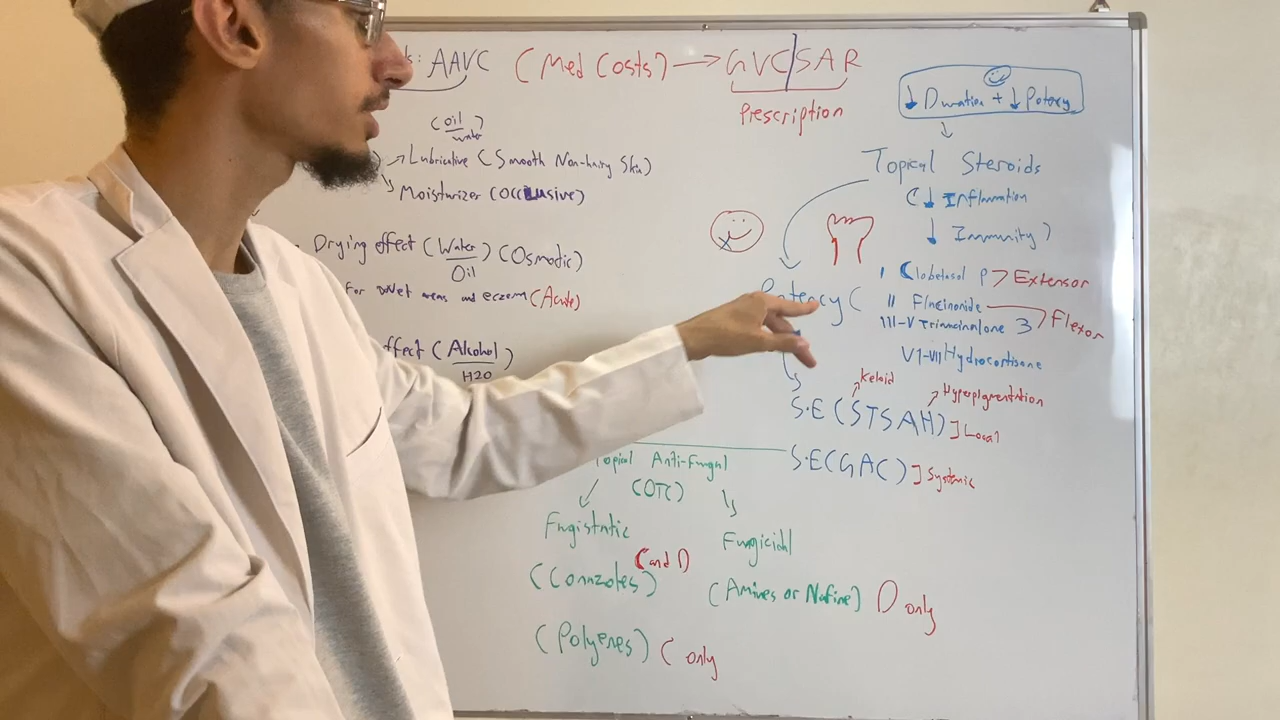 : AAVC (Med Costs) → GVC/SAR
Prescription
↓ Duration + ↓ Potency
(oil/water)
→ Lubricative (Smooth Non-hairy Skin)
Moisturizer (Occlusive)
Topical Steroids
(↓ Inflammation
↓ Immunity)
Drying effect (Water/Oil) (Osmotic)
For wet areas and eczema (Acute)
ffect (Alcohol/H2O)
Potency (
I Clobetasol P > Extensor
II Flucinonide
III-V Triamcinolone 3 > Flexor
VI-VII Hydrocortisone
Keloid
Hyperpigmentation
S.E (STSAH) ] Local
S.E (GAC) ] Systemic
Topical Anti-Fungal
(OTC)
Fungistatic
(Conazoles) C and D
(Polyenes) C only
Fungicidal
(Amines or Nafine) D only